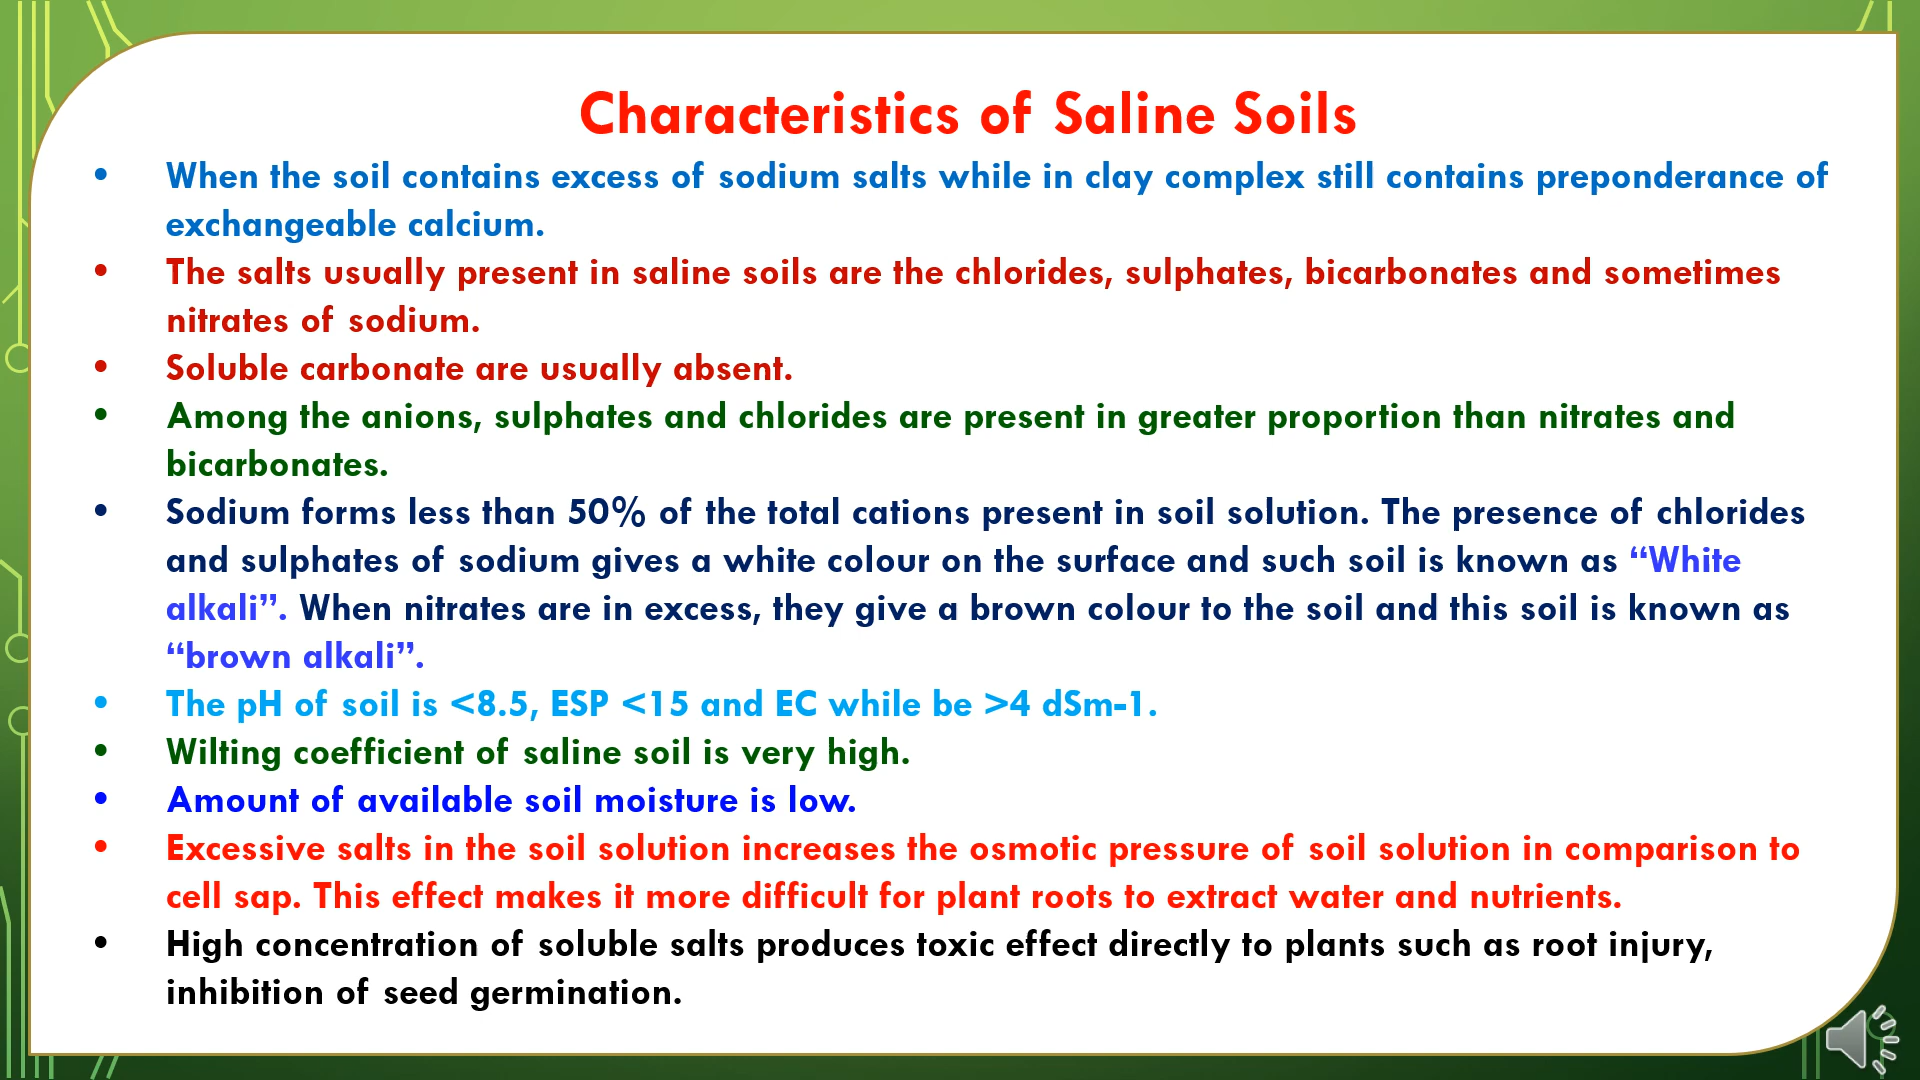 Characteristics of Saline Soils
• When the soil contains excess of sodium salts while in clay complex still contains preponderance of
exchangeable calcium.
• The salts usually present in saline soils are the chlorides, sulphates, bicarbonates and sometimes
nitrates of sodium.
• Soluble carbonate are usually absent.
• Among the anions, sulphates and chlorides are present in greater proportion than nitrates and
bicarbonates.
• Sodium forms less than 50% of the total cations present in soil solution. The presence of chlorides
and sulphates of sodium gives a white colour on the surface and such soil is known as “White
alkali”. When nitrates are in excess, they give a brown colour to the soil and this soil is known as
“brown alkali”.
• The pH of soil is <8.5, ESP <15 and EC while be >4 dSm-1.
• Wilting coefficient of saline soil is very high.
• Amount of available soil moisture is low.
• Excessive salts in the soil solution increases the osmotic pressure of soil solution in comparison to
cell sap. This effect makes it more difficult for plant roots to extract water and nutrients.
• High concentration of soluble salts produces toxic effect directly to plants such as root injury,
inhibition of seed germination.